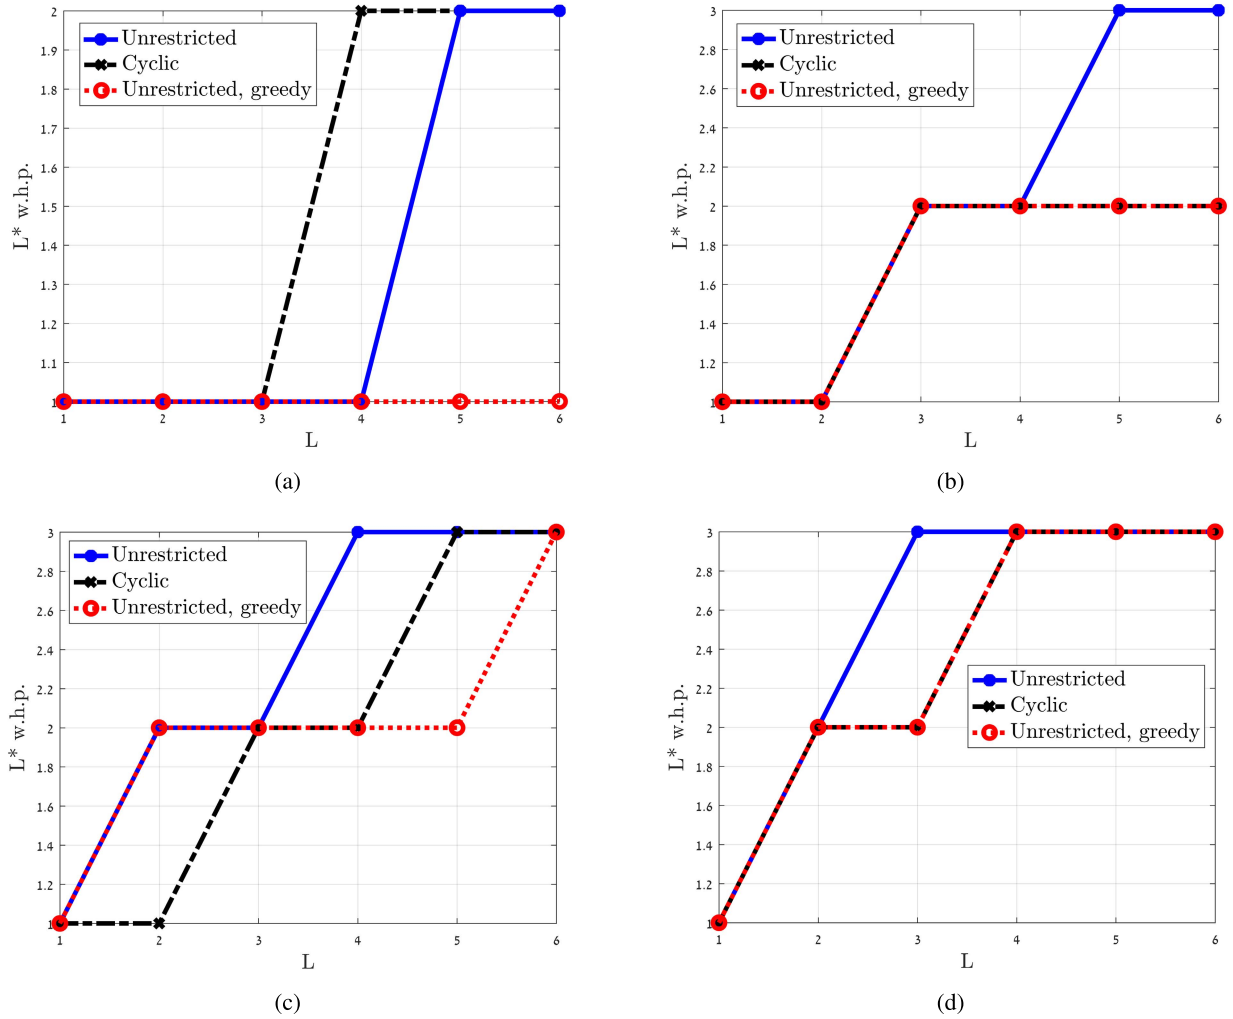 2
1.9
1.8
1.7
1.6
1.5
1.4
1.3
1.2
1.1
1
L* w.h.p.
Unrestricted
Cyclic
Unrestricted, greedy
1 2 3 4 5 6
L
(a)
3
2.8
2.6
2.4
2.2
2
1.8
1.6
1.4
1.2
1
L* w.h.p.
Unrestricted
Cyclic
Unrestricted, greedy
1 2 3 4 5 6
L
(b)
3
2.8
2.6
2.4
2.2
2
1.8
1.6
1.4
1.2
1
L* w.h.p.
Unrestricted
Cyclic
Unrestricted, greedy
1 2 3 4 5 6
L
(c)
3
2.8
2.6
2.4
2.2
2
1.8
1.6
1.4
1.2
1
L* w.h.p.
Unrestricted
Cyclic
Unrestricted, greedy
1 2 3 4 5 6
L
(d)